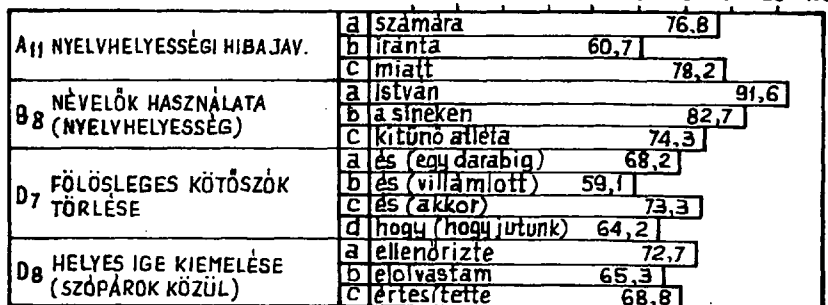 A11 NYELVHELYESSÉGI HIBAJAV.
a számára 76.8
b iránta 60,7
c miatt 78,2
B8 NÉVELŐK HASZNÁLATA
(NYELVHELYESSÉG)
a István 91,6
b a síneken 82,7
c kitűnő atléta 74,3
D7 FÖLÖSLEGES KÖTŐSZÓK
TÖRLÉSE
a és (egy darabig) 68,2
b és (villámlott) 59,1
c és (akkor) 73,3
d hogy (hogy jutunk) 64,2
D8 HELYES IGE KIEMELÉSE
(SZÓPÁROK KÖZÜL)
a ellenőrizte 72,7
b elolvastam 65,3
c értesítette 68,8